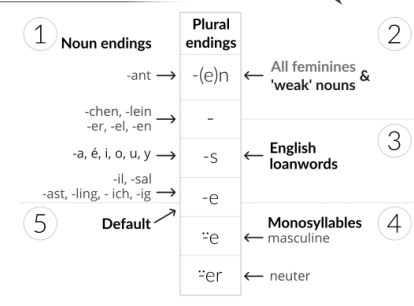 1
Noun endings
Plural
endings
2
-ant
-(e)n
All feminines &
'weak' nouns
-chen, -lein
-er, -el, -en
-
3
-a, é, i, o, u, y
-s
English
loanwords
-il, -sal
-ast, -ling, - ich, -ig
-e
5
Default
Monosyllables
4
⸚e
masculine
⸚er
neuter